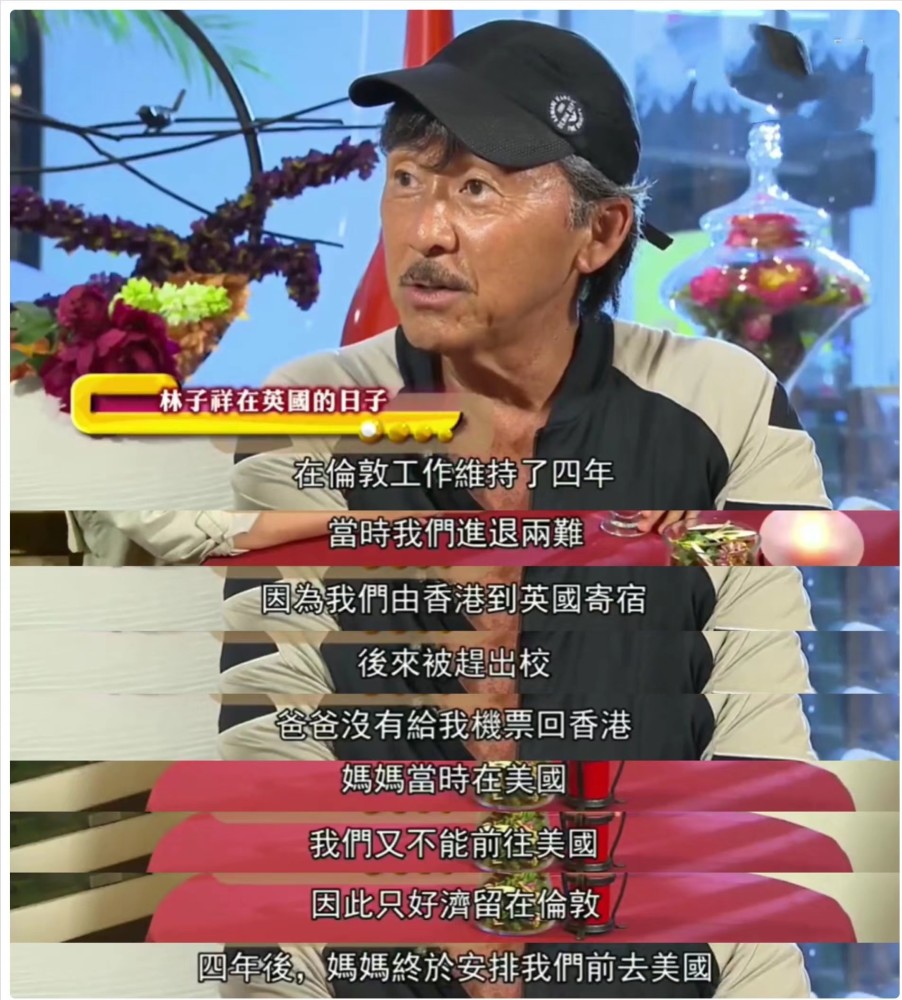 林子祥在英國的日子
在倫敦工作維持了四年
當時我們進退兩難
因為我們由香港到英國寄宿
後來被趕出校
爸爸沒有給我機票回香港
媽媽當時在美國
我們又不能前往美國
因此只好濟留在倫敦
四年後，媽媽終於安排我們前去美國